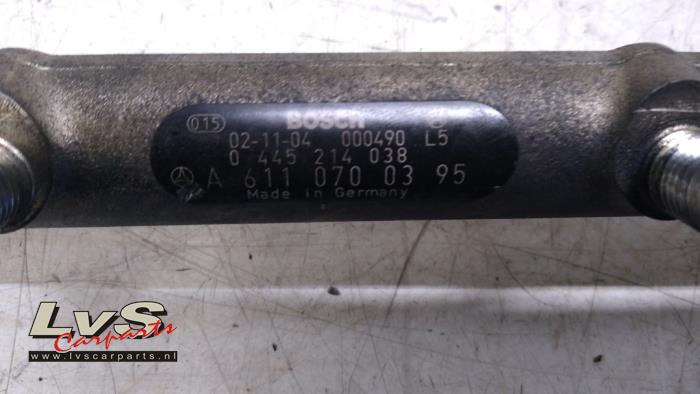 015 BOSCH
02-11-04 000490 L5
0 445 214 038
A 611 070 03 95
Made in Germany
LvS
Carparts
www.lvscarparts.nl